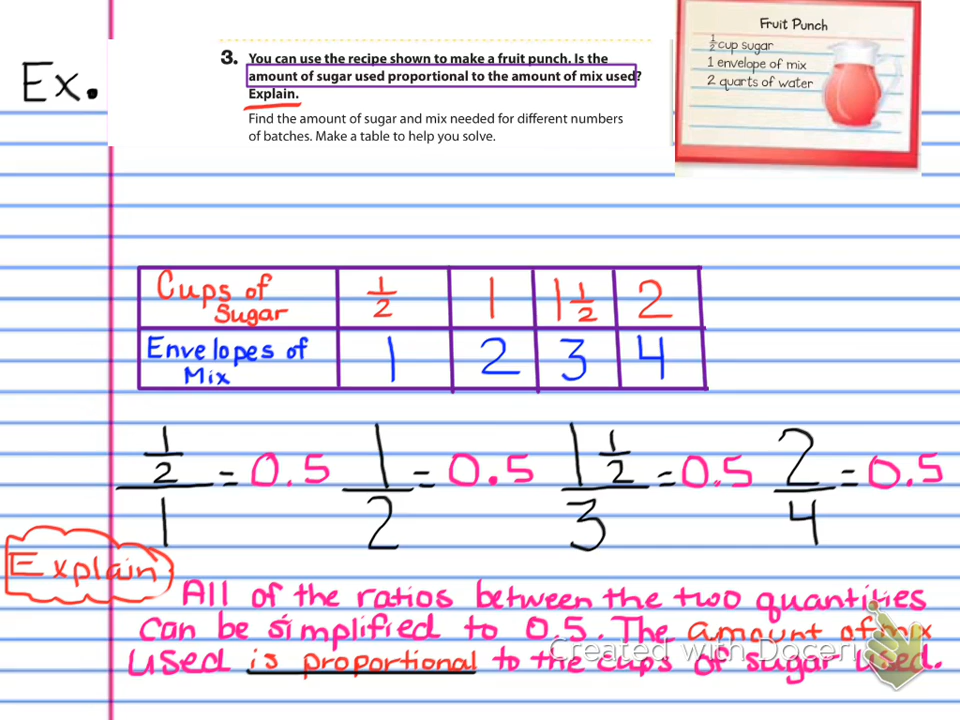 Ex.
3. You can use the recipe shown to make a fruit punch. Is the
amount of sugar used proportional to the amount of mix used?
Explain.
Find the amount of sugar and mix needed for different numbers
of batches. Make a table to help you solve.
Fruit Punch
1/2 cup sugar
1 envelope of mix
2 quarts of water
Cups of Sugar 1/2 1 1 1/2 2
Envelopes of Mix 1 2 3 4
1/2 / 1 = 0.5 1/2 = 0.5 1 1/2 / 3 = 0.5 2/4 = 0.5
Explain
All of the ratios between the two quantities
can be simplified to 0.5. The amount of mix
used is proportional to the cups of sugar used.
Created with Doceri